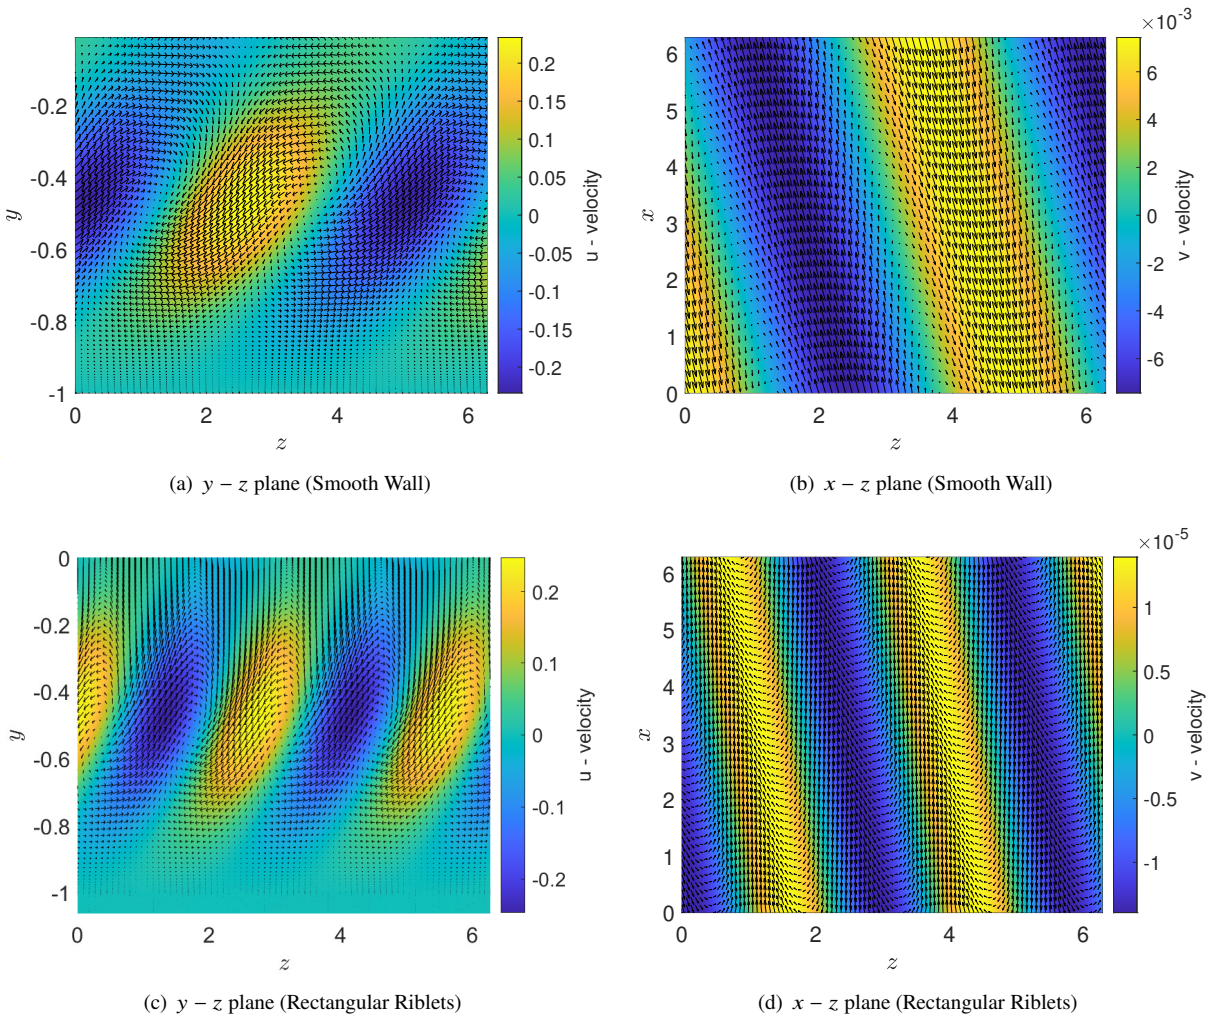 -0.2
-0.4
-0.6
-0.8
-1
y
0 2 4 6
z
0.2
0.15
0.1
0.05
0
-0.05
-0.1
-0.15
-0.2
u - velocity
(a) y − z plane (Smooth Wall)
6
5
4
3
2
1
0
x
0 2 4 6
z
×10-3
6
4
2
0
-2
-4
-6
v - velocity
(b) x − z plane (Smooth Wall)
0
-0.2
-0.4
-0.6
-0.8
-1
y
0 2 4 6
z
0.2
0.1
0
-0.1
-0.2
u - velocity
(c) y − z plane (Rectangular Riblets)
6
5
4
3
2
1
0
x
0 2 4 6
z
×10-5
1
0.5
0
-0.5
-1
v - velocity
(d) x − z plane (Rectangular Riblets)